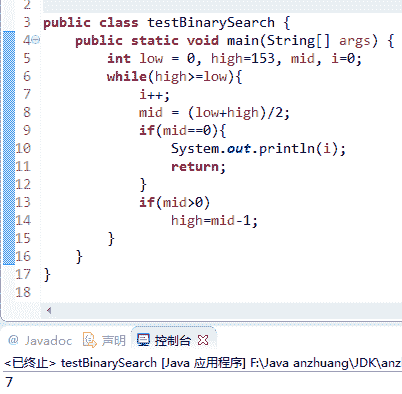 2
3 public class testBinarySearch {
4 public static void main(String[] args) {
5 int low = 0, high=153, mid, i=0;
6 while(high>=low){
7 i++;
8 mid = (low+high)/2;
9 if(mid==0){
10 System.out.println(i);
11 return;
12 }
13 if(mid>0)
14 high=mid-1;
15 }
16 }
17 }
18
@ Javadoc 声明 控制台
<已终止> testBinarySearch [Java 应用程序] F:\Java anzhuang\JDK\anz
7